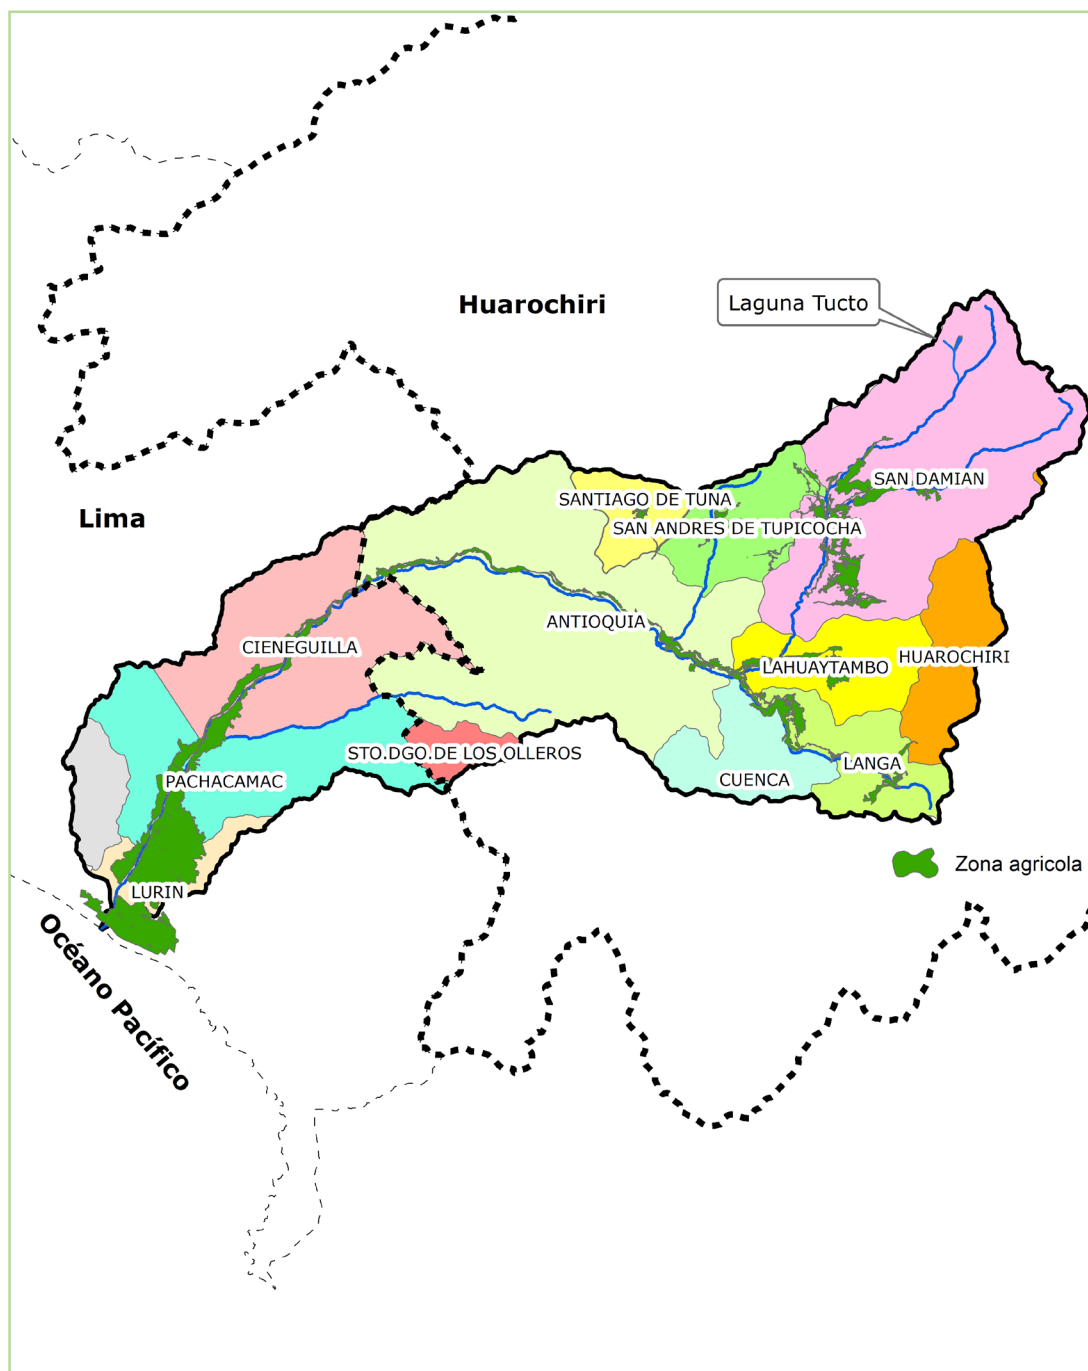 Huarochiri
Laguna Tucto
SAN DAMIAN
SANTIAGO DE TUNA
Lima
SAN ANDRES DE TUPICOCHA
ANTIOQUIA
CIENEGUILLA
HUAROCHIRI
LAHUAYTAMBO
STO.DGO.DE LOS OLLEROS
LANGA
PACHACAMAC
CUENCA
Zona agricola
LURIN
Océano Pacífico